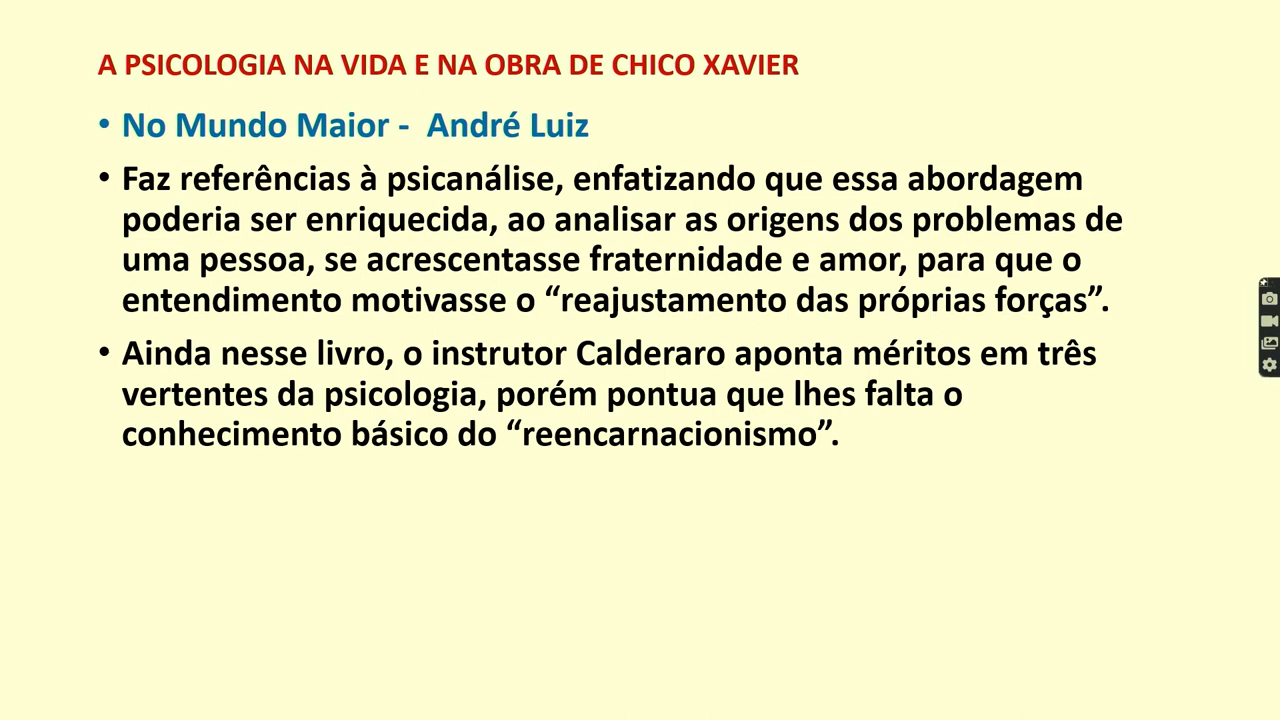 A PSICOLOGIA NA VIDA E NA OBRA DE CHICO XAVIER
• No Mundo Maior - André Luiz
• Faz referências à psicanálise, enfatizando que essa abordagem
poderia ser enriquecida, ao analisar as origens dos problemas de
uma pessoa, se acrescentasse fraternidade e amor, para que o
entendimento motivasse o “reajustamento das próprias forças”.
• Ainda nesse livro, o instrutor Calderaro aponta méritos em três
vertentes da psicologia, porém pontua que lhes falta o
conhecimento básico do “reencarnacionismo”.